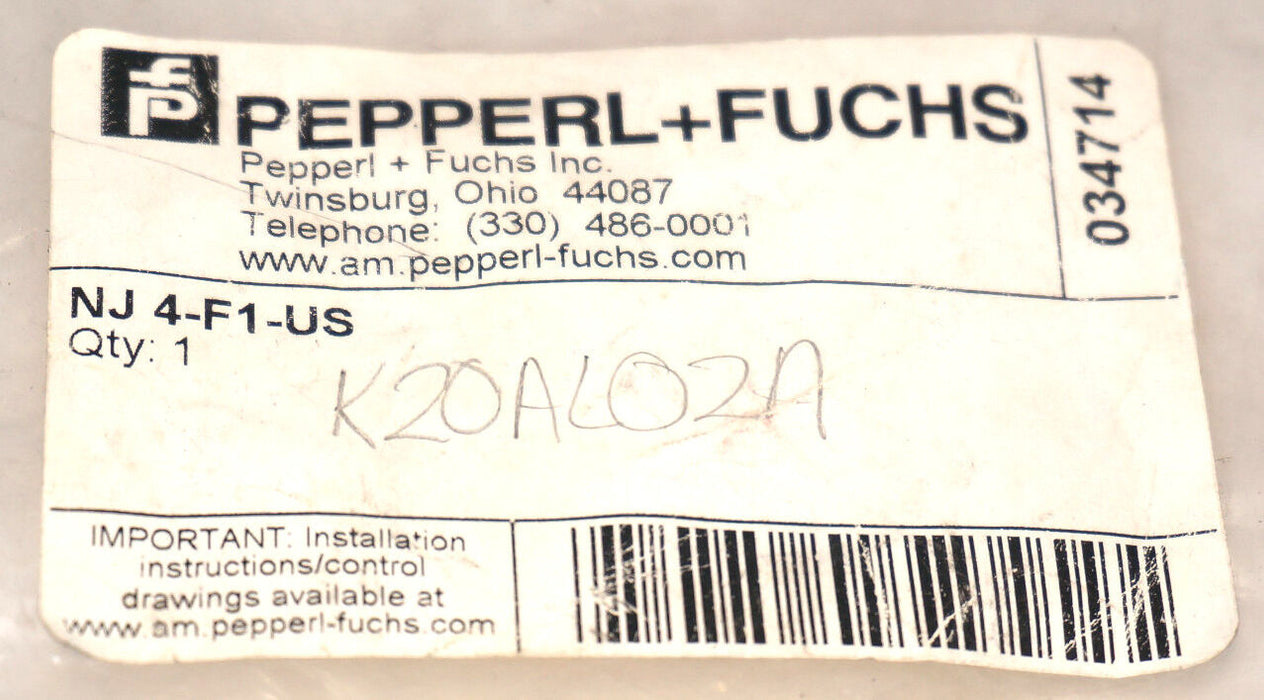 PEPPERL+FUCHS
Pepperl + Fuchs Inc.
Twinsburg, Ohio 44087
Telephone: (330) 486-0001
www.am.pepperl-fuchs.com
034714
NJ 4-F1-US
Qty: 1
K20AL02A
IMPORTANT: Installation
instructions/control
drawings available at
www.am.pepperl-fuchs.com